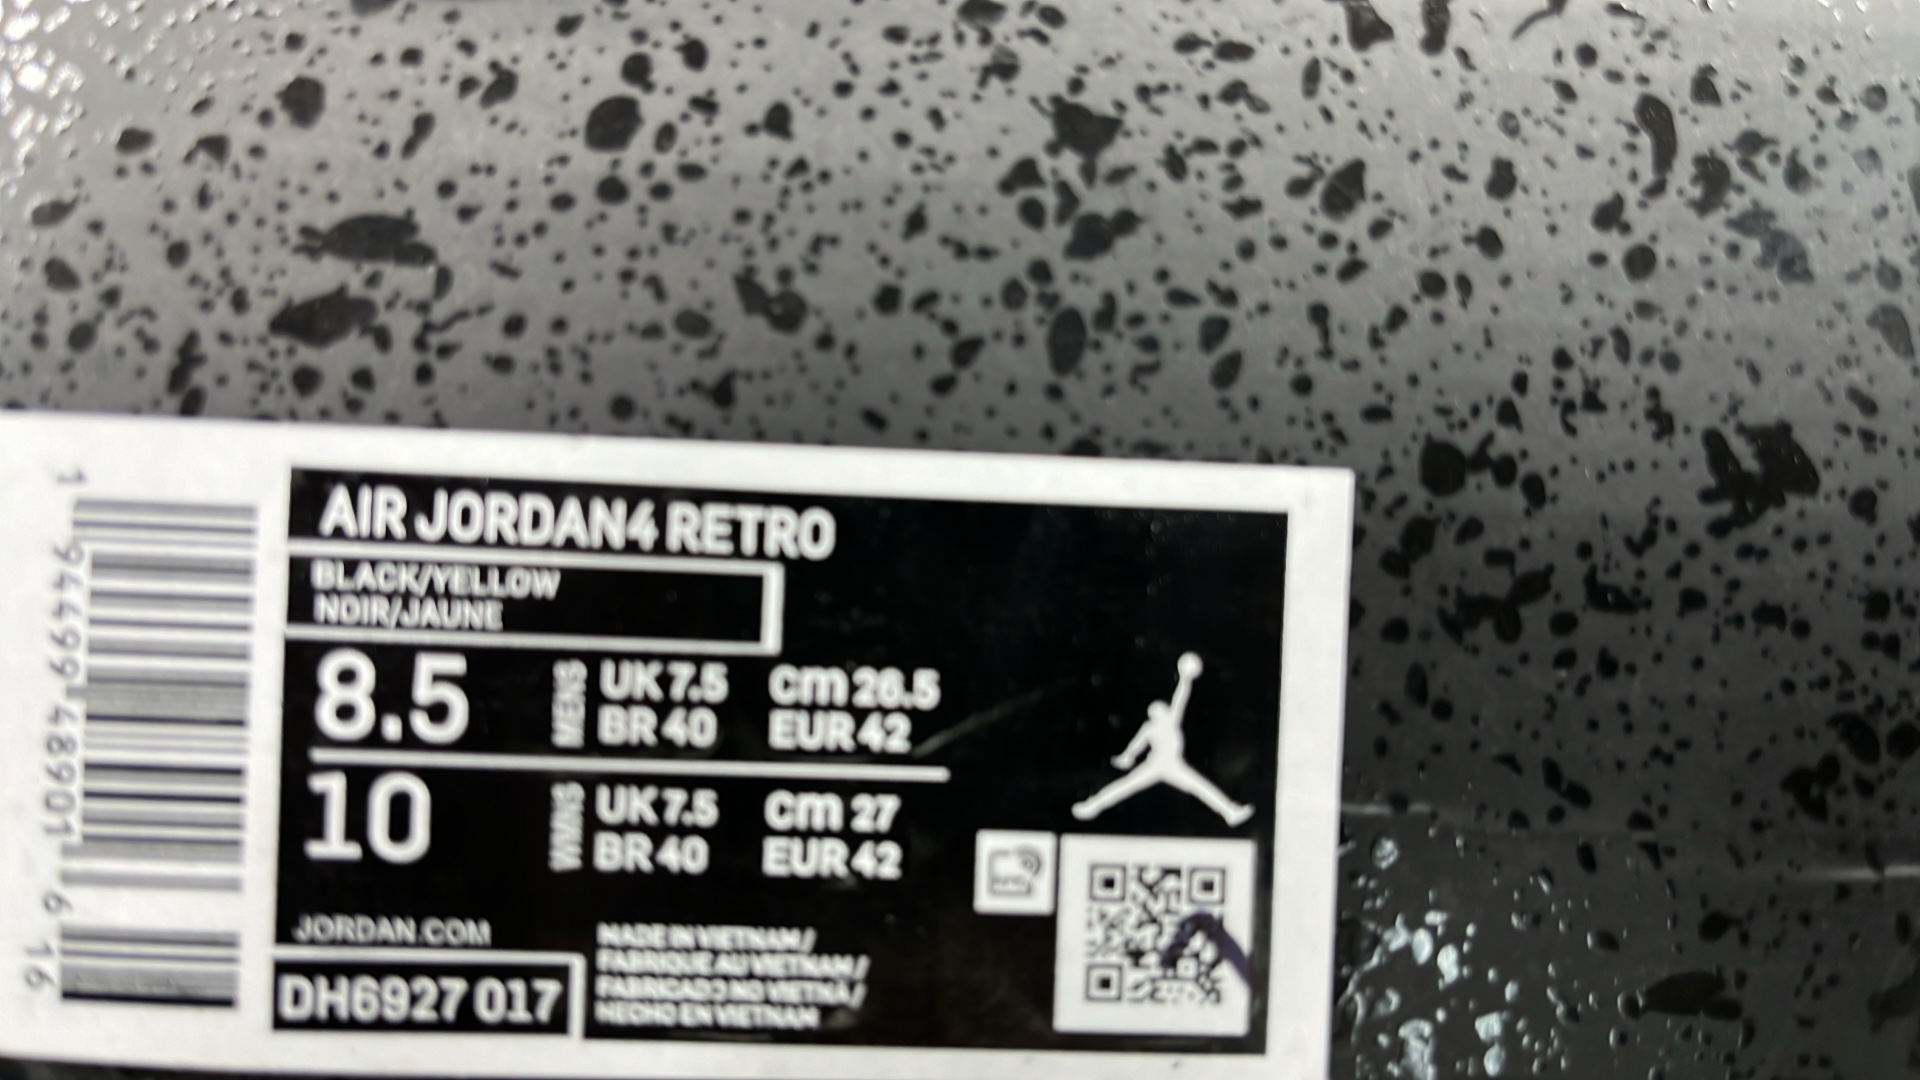 AIR JORDAN4 RETRO
BLACK/YELLOW
NOIR/JAUNE
8.5 MENS UK 7.5 cm 26.5
BR 40 EUR 42
10 WMNS UK 7.5 cm 27
BR 40 EUR 42
JORDAN.COM
DH6927 017
MADE IN VIETNAM /
FABRIQUE AU VIETNAM /
FABRICADO NO VIETNÃ /
HECHO EN VIETNAM
1 94499 48901 6 16